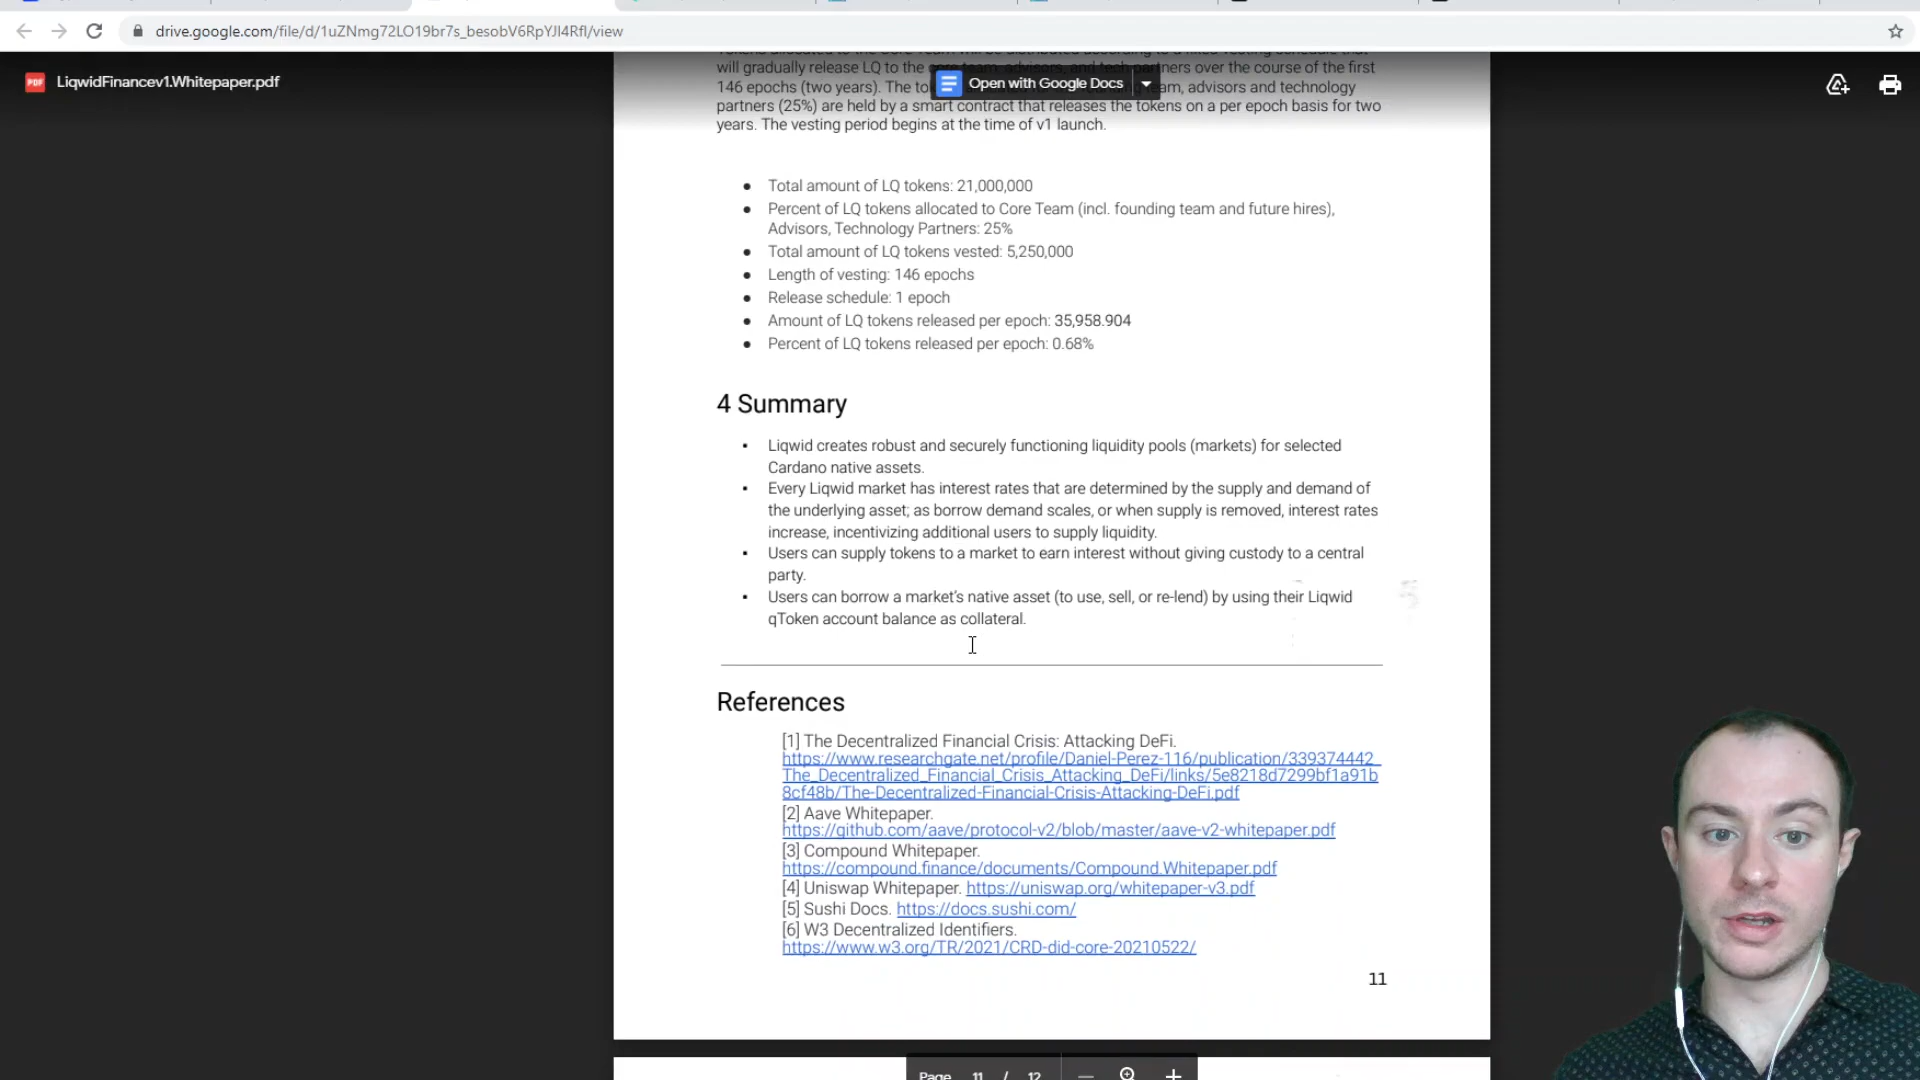 drive.google.com/file/d/1uZNmg72LO19br7s_besobV6RpYJl4Rfl/view
LiqwidFinancev1.Whitepaper.pdf
Open with Google Docs
will gradually release LQ to the core team, advisors, and tech partners over the course of the first
146 epochs (two years). The team, advisors and technology
partners (25%) are held by a smart contract that releases the tokens on a per epoch basis for two
years. The vesting period begins at the time of v1 launch.
● Total amount of LQ tokens: 21,000,000
● Percent of LQ tokens allocated to Core Team (incl. founding team and future hires),
Advisors, Technology Partners: 25%
● Total amount of LQ tokens vested: 5,250,000
● Length of vesting: 146 epochs
● Release schedule: 1 epoch
● Amount of LQ tokens released per epoch: 35,958.904
● Percent of LQ tokens released per epoch: 0.68%
4 Summary
▪ Liqwid creates robust and securely functioning liquidity pools (markets) for selected
Cardano native assets.
▪ Every Liqwid market has interest rates that are determined by the supply and demand of
the underlying asset; as borrow demand scales, or when supply is removed, interest rates
increase, incentivizing additional users to supply liquidity.
▪ Users can supply tokens to a market to earn interest without giving custody to a central
party.
▪ Users can borrow a market's native asset (to use, sell, or re-lend) by using their Liqwid
qToken account balance as collateral.
References
[1] The Decentralized Financial Crisis: Attacking DeFi.
https://www.researchgate.net/profile/Daniel-Perez-116/publication/339374442_
The_Decentralized_Financial_Crisis_Attacking_DeFi/links/5e8218d7299bf1a91b
8cf48b/The-Decentralized-Financial-Crisis-Attacking-DeFi.pdf
[2] Aave Whitepaper.
https://github.com/aave/protocol-v2/blob/master/aave-v2-whitepaper.pdf
[3] Compound Whitepaper.
https://compound.finance/documents/Compound.Whitepaper.pdf
[4] Uniswap Whitepaper. https://uniswap.org/whitepaper-v3.pdf
[5] Sushi Docs. https://docs.sushi.com/
[6] W3 Decentralized Identifiers.
https://www.w3.org/TR/2021/CRD-did-core-20210522/
11
Page 11 / 12